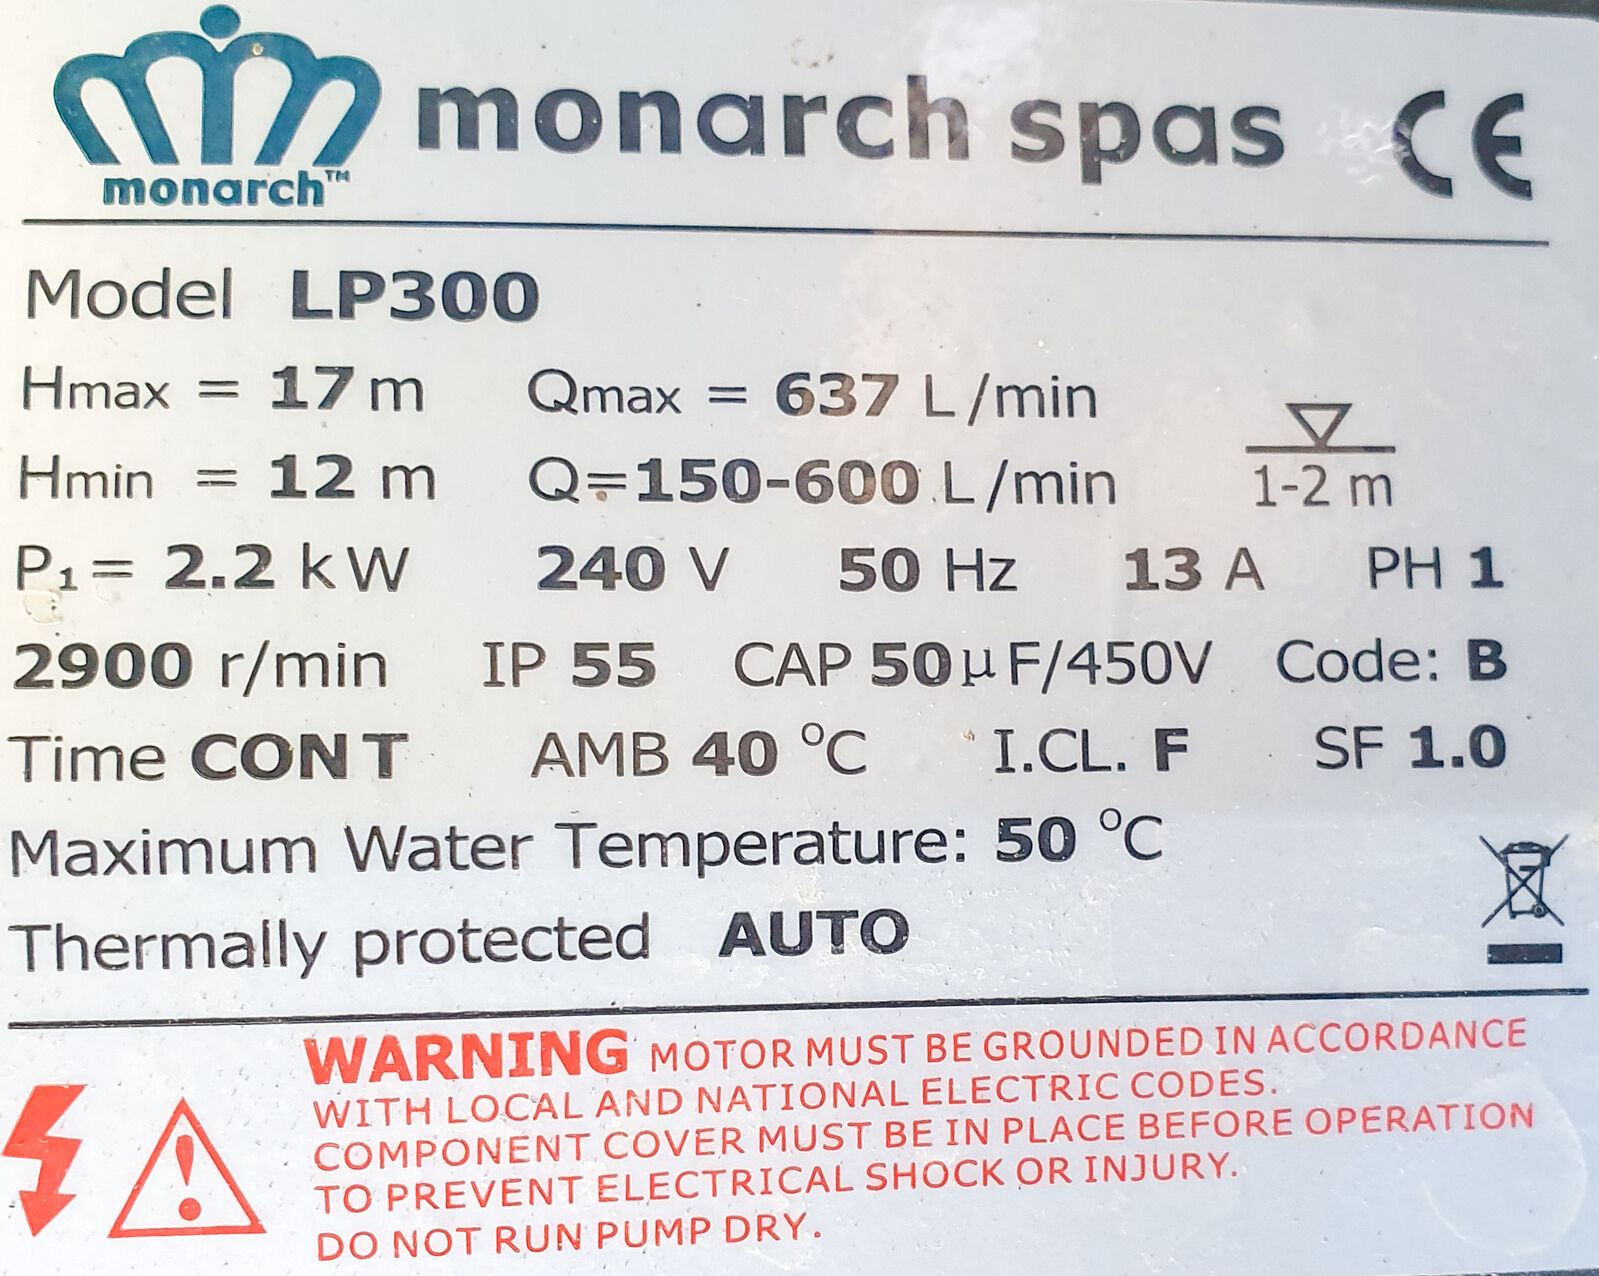 monarch™
monarch spas CE
Model LP300
Hmax = 17 m Qmax = 637 L/min
Hmin = 12 m Q=150-600 L/min
1-2 m
P₁= 2.2 kW 240 V 50 Hz 13 A PH 1
2900 r/min IP 55 CAP 50μF/450V Code: B
Time CONT AMB 40 °C I.CL. F SF 1.0
Maximum Water Temperature: 50 °C
Thermally protected AUTO
WARNING MOTOR MUST BE GROUNDED IN ACCORDANCE
WITH LOCAL AND NATIONAL ELECTRIC CODES.
COMPONENT COVER MUST BE IN PLACE BEFORE OPERATION
TO PREVENT ELECTRICAL SHOCK OR INJURY.
DO NOT RUN PUMP DRY.